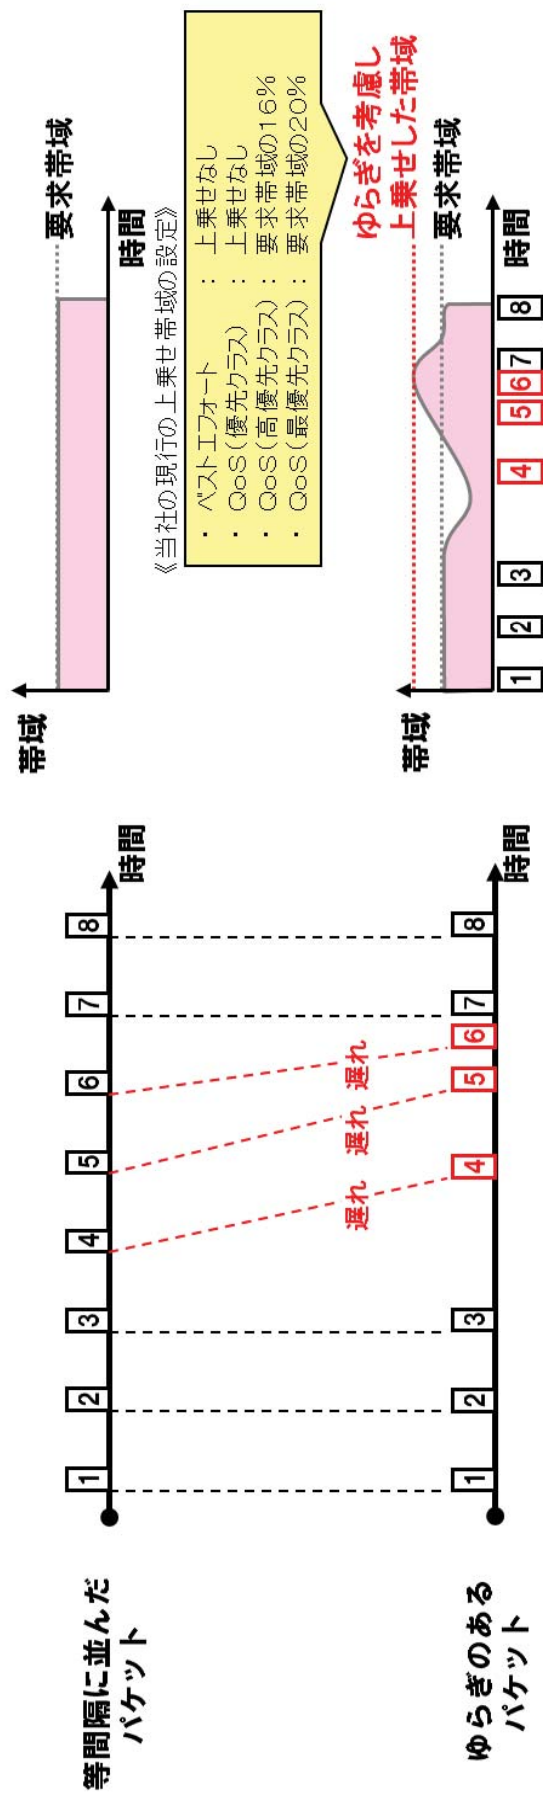 等間隔に並んだ
パケット
1
2
3
4
5
6
7
8
時間
遅れ
遅れ
遅れ
ゆらぎのある
パケット
1
2
3
4
5
6
7
8
時間
帯域
要求帯域
時間
《当社の現行の上乗せ帯域の設定》
・ ベストエフォート ： 上乗せなし
・ QoS(優先クラス) ： 上乗せなし
・ QoS(高優先クラス) ： 要求帯域の16%
・ QoS(最優先クラス) ： 要求帯域の20%
ゆらぎを考慮し
上乗せした帯域
帯域
要求帯域
時間
1
2
3
4
5
6
7
8